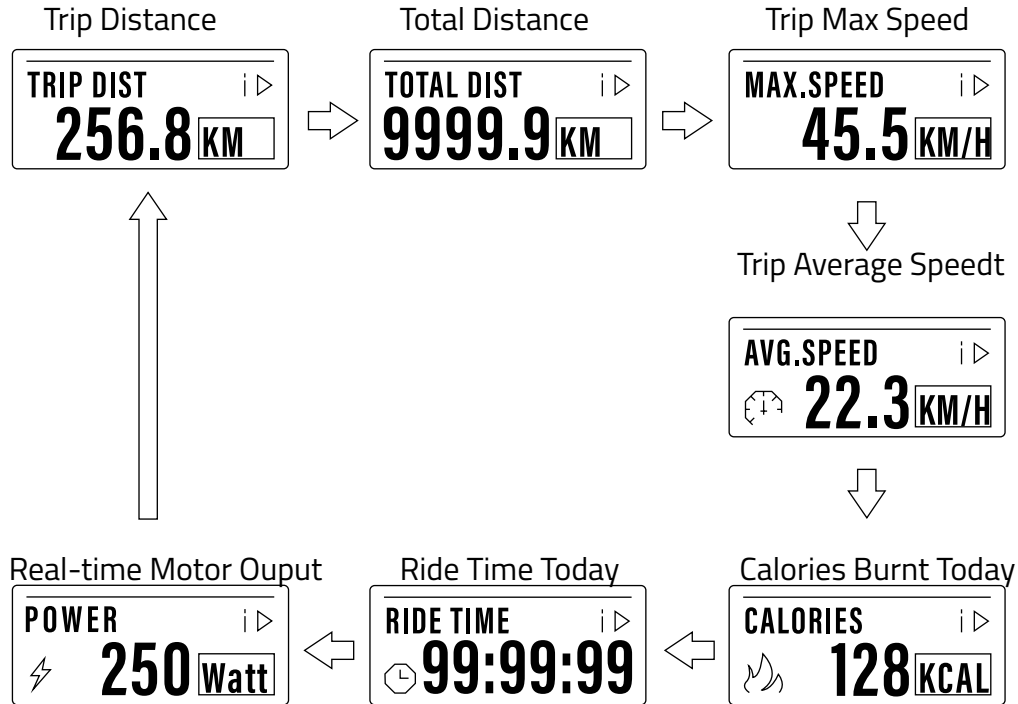 Trip Distance
TRIP DIST i
256.8 KM
Total Distance
TOTAL DIST i
9999.9 KM
Trip Max Speed
MAX.SPEED i
45.5 KM/H
Trip Average Speedt
AVG.SPEED i
22.3 KM/H
Calories Burnt Today
CALORIES i
128 KCAL
Ride Time Today
RIDE TIME i
99:99:99
Real-time Motor Ouput
POWER i
250 Watt